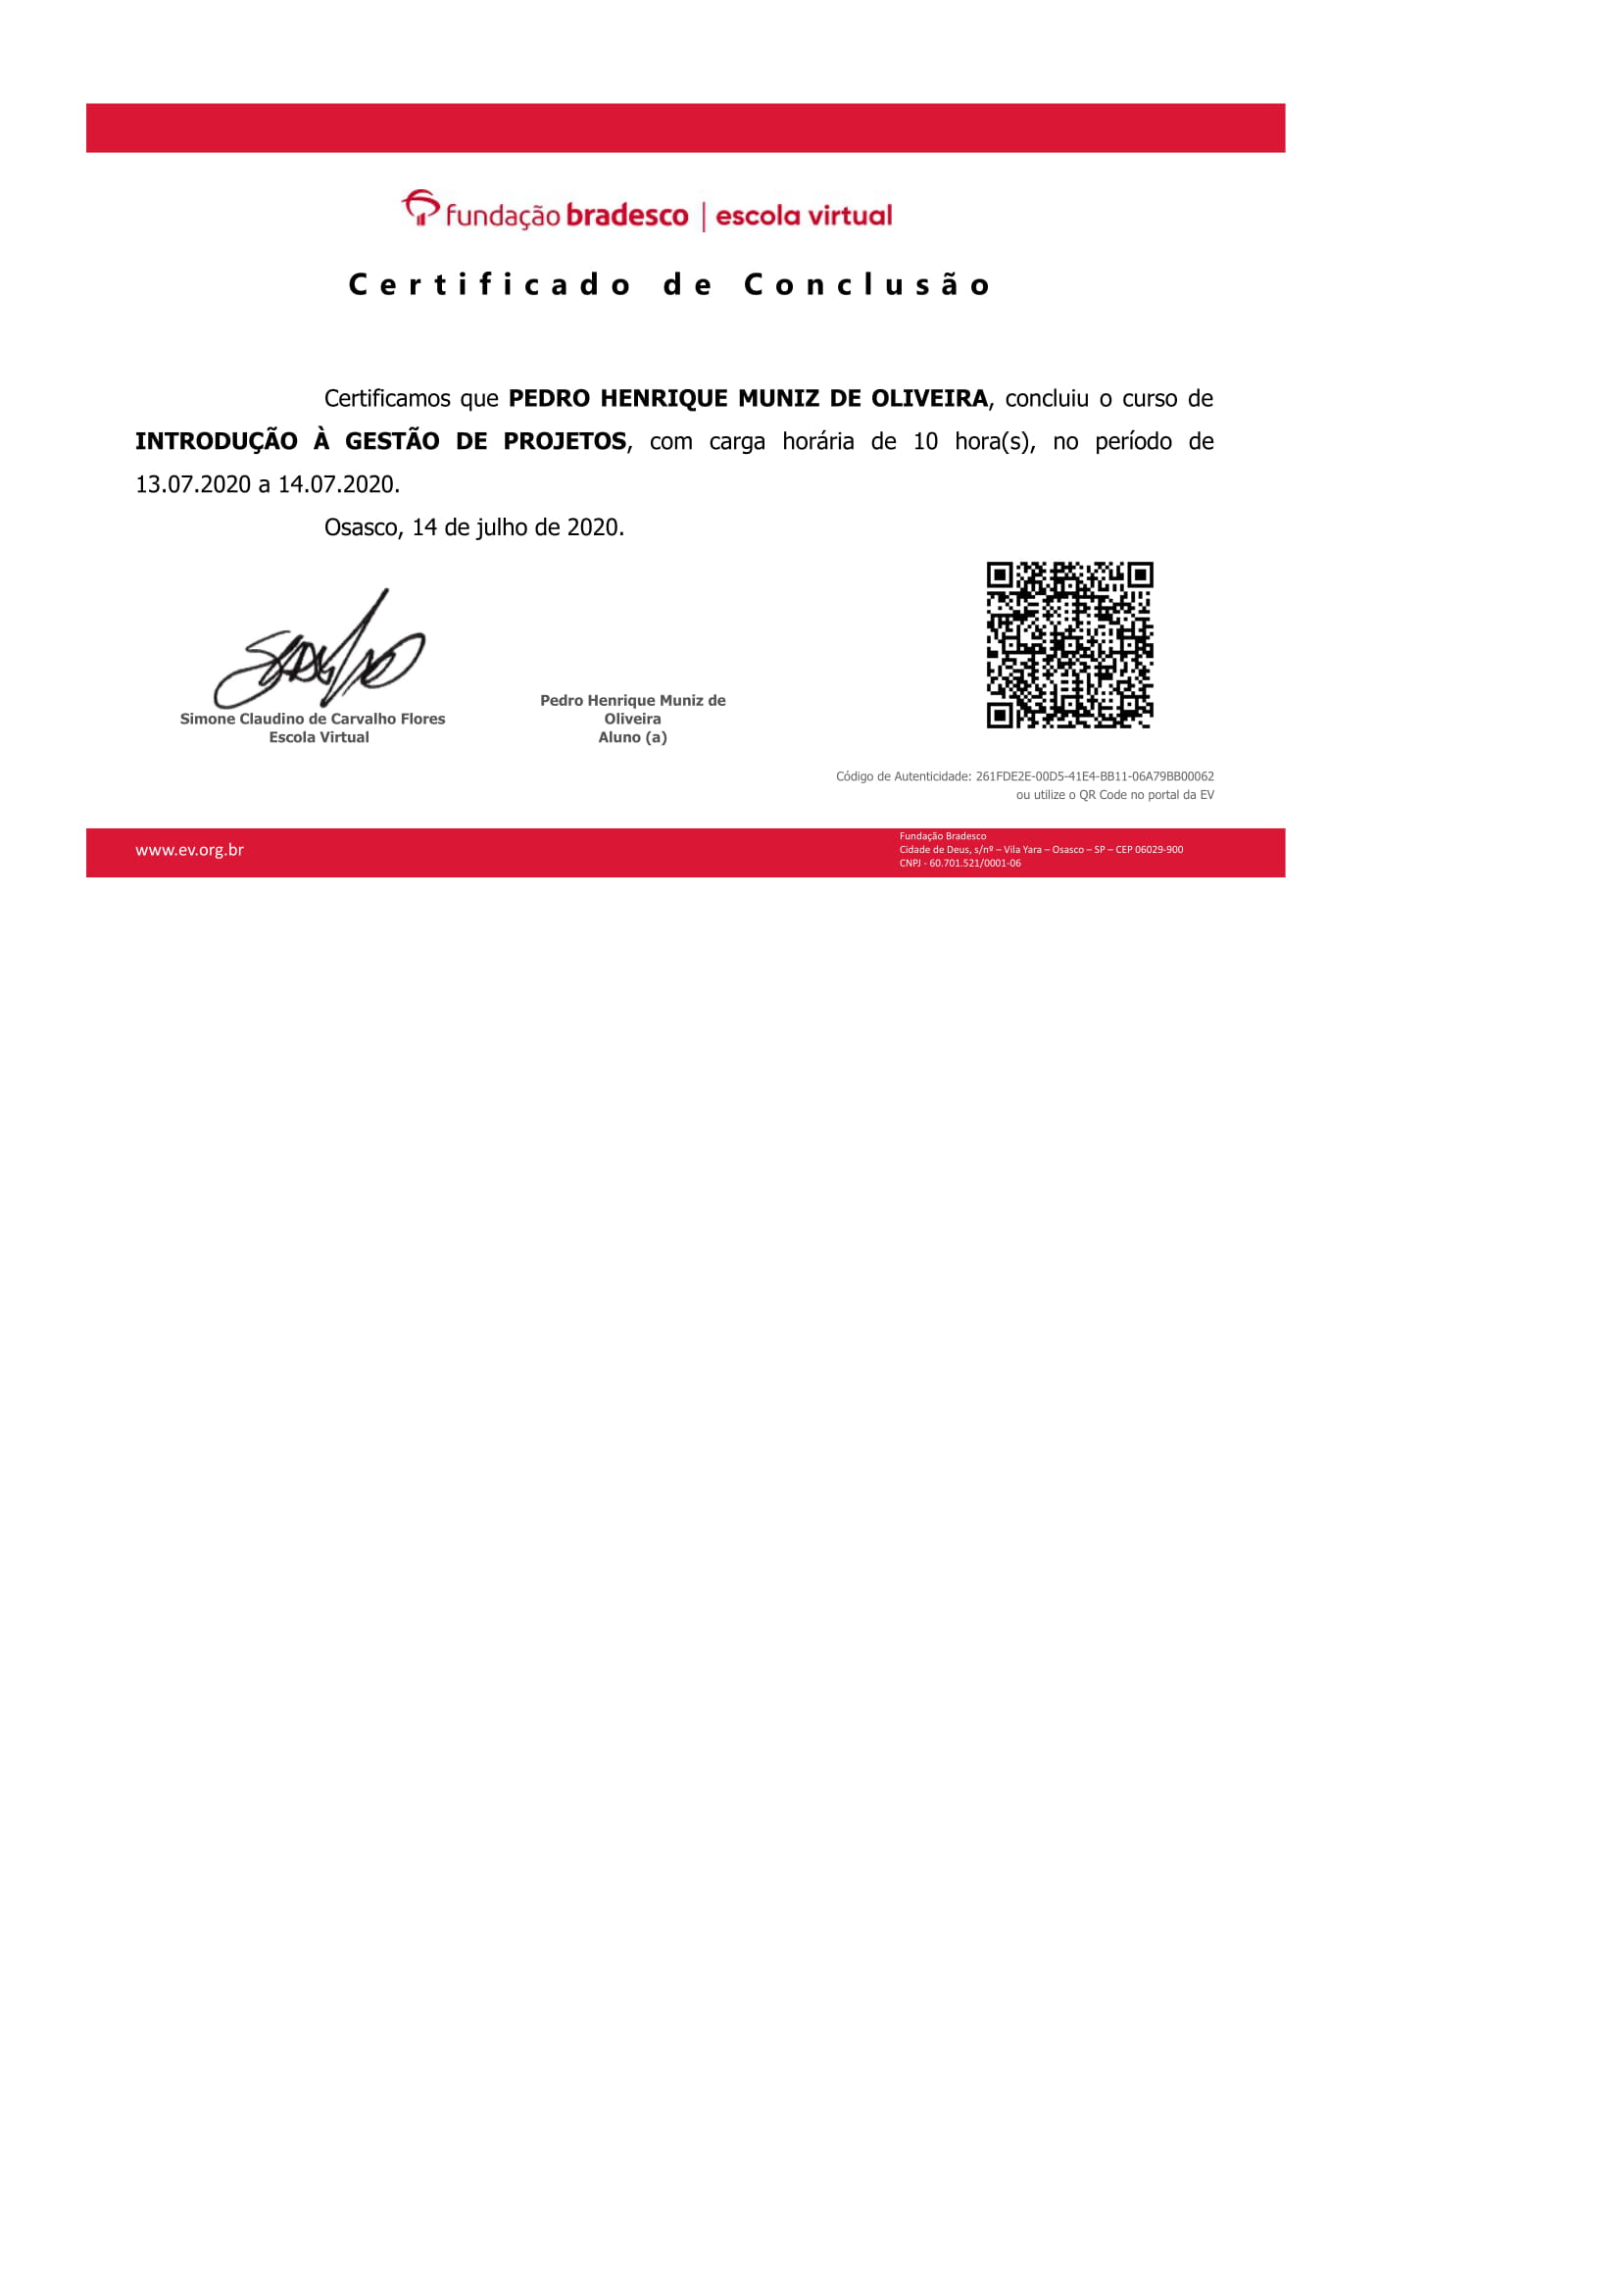 fundação bradesco | escola virtual
Certificado de Conclusão
Certificamos que PEDRO HENRIQUE MUNIZ DE OLIVEIRA, concluiu o curso de
INTRODUÇÃO À GESTÃO DE PROJETOS, com carga horária de 10 hora(s), no período de
13.07.2020 a 14.07.2020.
Osasco, 14 de julho de 2020.
Simone Claudino de Carvalho Flores
Escola Virtual
Pedro Henrique Muniz de
Oliveira
Aluno (a)
Código de Autenticidade: 261FDE2E-00D5-41E4-BB11-06A79BB00062
ou utilize o QR Code no portal da EV
www.ev.org.br
Fundação Bradesco
Cidade de Deus, s/nº – Vila Yara – Osasco – SP – CEP 06029-900
CNPJ - 60.701.521/0001-06